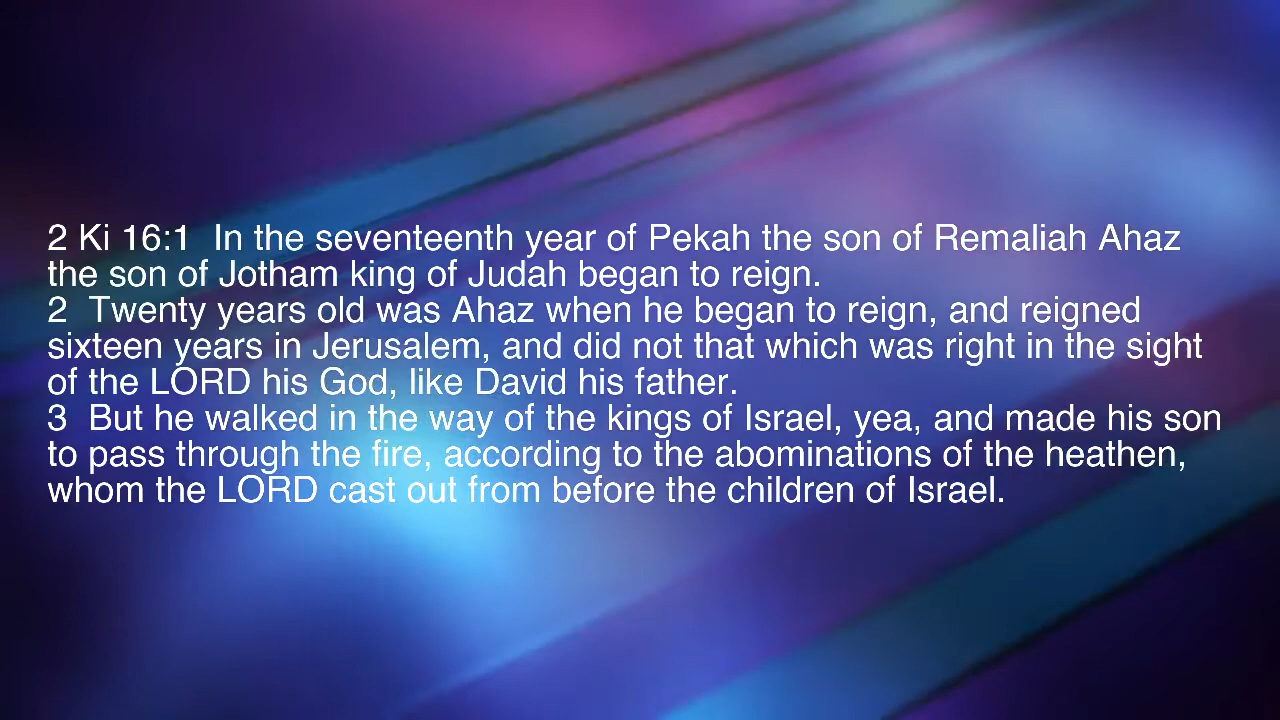 2 Ki 16:1  In the seventeenth year of Pekah the son of Remaliah Ahaz
the son of Jotham king of Judah began to reign.
2  Twenty years old was Ahaz when he began to reign, and reigned
sixteen years in Jerusalem, and did not that which was right in the sight
of the LORD his God, like David his father.
3  But he walked in the way of the kings of Israel, yea, and made his son
to pass through the fire, according to the abominations of the heathen,
whom the LORD cast out from before the children of Israel.